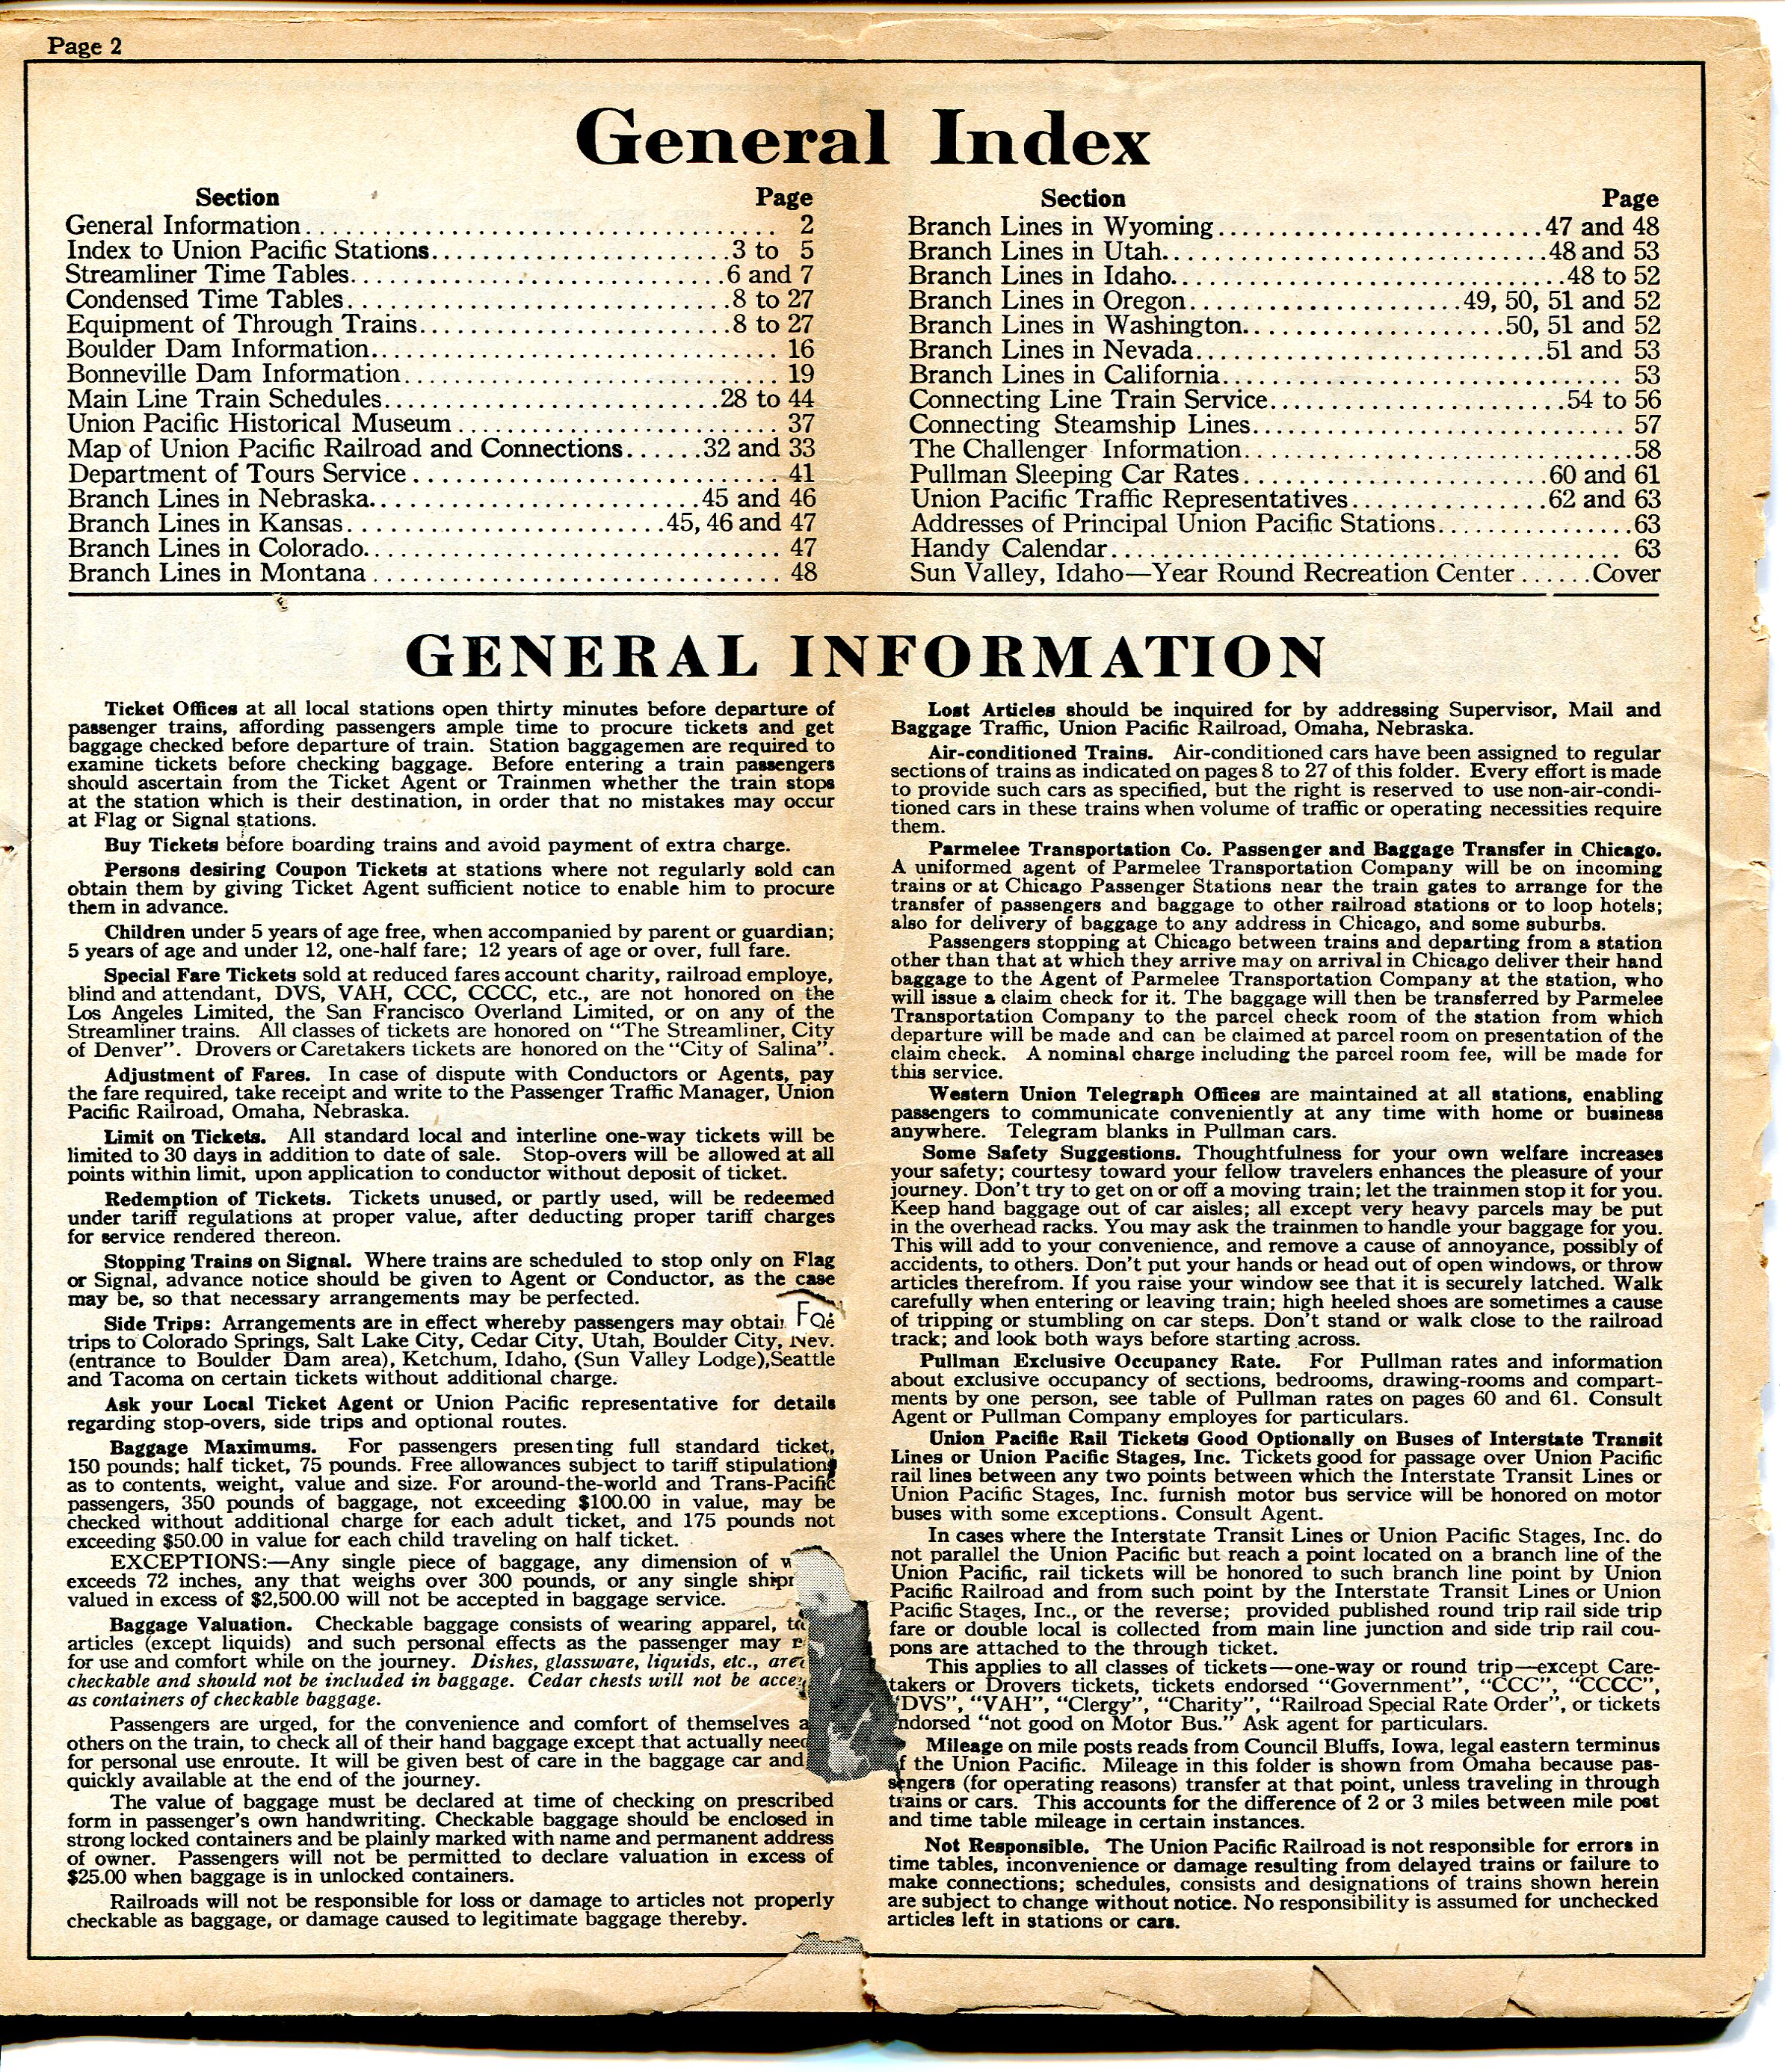 Page 2
General Index
Section Page
General Information 2
Index to Union Pacific Stations 3 to 5
Streamliner Time Tables 6 and 7
Condensed Time Tables 8 to 27
Equipment of Through Trains 8 to 27
Boulder Dam Information 16
Bonneville Dam Information 19
Main Line Train Schedules 28 to 44
Union Pacific Historical Museum 37
Map of Union Pacific Railroad and Connections 32 and 33
Department of Tours Service 41
Branch Lines in Nebraska 45 and 46
Branch Lines in Kansas 45, 46 and 47
Branch Lines in Colorado 47
Branch Lines in Montana 48
Section Page
Branch Lines in Wyoming 47 and 48
Branch Lines in Utah 48 and 53
Branch Lines in Idaho 48 to 52
Branch Lines in Oregon 49, 50, 51 and 52
Branch Lines in Washington 50, 51 and 52
Branch Lines in Nevada 51 and 53
Branch Lines in California 53
Connecting Line Train Service 54 to 56
Connecting Steamship Lines 57
The Challenger Information 58
Pullman Sleeping Car Rates 60 and 61
Union Pacific Traffic Representatives 62 and 63
Addresses of Principal Union Pacific Stations 63
Handy Calendar 63
Sun Valley, Idaho—Year Round Recreation Center Cover
GENERAL INFORMATION
Ticket Offices at all local stations open thirty minutes before departure of
passenger trains, affording passengers ample time to procure tickets and get
baggage checked before departure of train. Station baggagemen are required to
examine tickets before checking baggage. Before entering a train passengers
should ascertain from the Ticket Agent or Trainmen whether the train stops
at the station which is their destination, in order that no mistakes may occur
at Flag or Signal stations.
Buy Tickets before boarding trains and avoid payment of extra charge.
Persons desiring Coupon Tickets at stations where not regularly sold can
obtain them by giving Ticket Agent sufficient notice to enable him to procure
them in advance.
Children under 5 years of age free, when accompanied by parent or guardian;
5 years of age and under 12, one-half fare; 12 years of age or over, full fare.
Special Fare Tickets sold at reduced fares account charity, railroad employe,
blind and attendant, DVS, VAH, CCC, CCCC, etc., are not honored on the
Los Angeles Limited, the San Francisco Overland Limited, or on any of the
Streamliner trains. All classes of tickets are honored on "The Streamliner, City
of Denver". Drovers or Caretakers tickets are honored on the "City of Salina".
Adjustment of Fares. In case of dispute with Conductors or Agents, pay
the fare required, take receipt and write to the Passenger Traffic Manager, Union
Pacific Railroad, Omaha, Nebraska.
Limit on Tickets. All standard local and interline one-way tickets will be
limited to 30 days in addition to date of sale. Stop-overs will be allowed at all
points within limit, upon application to conductor without deposit of ticket.
Redemption of Tickets. Tickets unused, or partly used, will be redeemed
under tariff regulations at proper value, after deducting proper tariff charges
for service rendered thereon.
Stopping Trains on Signal. Where trains are scheduled to stop only on Flag
or Signal, advance notice should be given to Agent or Conductor, as the case
may be, so that necessary arrangements may be perfected.
Side Trips: Arrangements are in effect whereby passengers may obtai
trips to Colorado Springs, Salt Lake City, Cedar City, Utah, Boulder City, Nev.
(entrance to Boulder Dam area), Ketchum, Idaho, (Sun Valley Lodge),Seattle
and Tacoma on certain tickets without additional charge.
Ask your Local Ticket Agent or Union Pacific representative for details
regarding stop-overs, side trips and optional routes.
Baggage Maximums. For passengers presenting full standard ticket,
150 pounds; half ticket, 75 pounds. Free allowances subject to tariff stipulations
as to contents, weight, value and size. For around-the-world and Trans-Pacific
passengers, 350 pounds of baggage, not exceeding $100.00 in value, may be
checked without additional charge for each adult ticket, and 175 pounds not
exceeding $50.00 in value for each child traveling on half ticket.
EXCEPTIONS:—Any single piece of baggage, any dimension of w
exceeds 72 inches, any that weighs over 300 pounds, or any single shipm
valued in excess of $2,500.00 will not be accepted in baggage service.
Baggage Valuation. Checkable baggage consists of wearing apparel, to
articles (except liquids) and such personal effects as the passenger may
for use and comfort while on the journey. Dishes, glassware, liquids, etc., are
checkable and should not be included in baggage. Cedar chests will not be acce
as containers of checkable baggage.
Passengers are urged, for the convenience and comfort of themselves a
others on the train, to check all of their hand baggage except that actually need
for personal use enroute. It will be given best of care in the baggage car and
quickly available at the end of the journey.
The value of baggage must be declared at time of checking on prescribed
form in passenger's own handwriting. Checkable baggage should be enclosed in
strong locked containers and be plainly marked with name and permanent address
of owner. Passengers will not be permitted to declare valuation in excess of
$25.00 when baggage is in unlocked containers.
Railroads will not be responsible for loss or damage to articles not properly
checkable as baggage, or damage caused to legitimate baggage thereby.
Lost Articles should be inquired for by addressing Supervisor, Mail and
Baggage Traffic, Union Pacific Railroad, Omaha, Nebraska.
Air-conditioned Trains. Air-conditioned cars have been assigned to regular
sections of trains as indicated on pages 8 to 27 of this folder. Every effort is made
to provide such cars as specified, but the right is reserved to use non-air-condi-
tioned cars in these trains when volume of traffic or operating necessities require
them.
Parmelee Transportation Co. Passenger and Baggage Transfer in Chicago.
A uniformed agent of Parmelee Transportation Company will be on incoming
trains or at Chicago Passenger Stations near the train gates to arrange for the
transfer of passengers and baggage to other railroad stations or to loop hotels;
also for delivery of baggage to any address in Chicago, and some suburbs.
Passengers stopping at Chicago between trains and departing from a station
other than that at which they arrive may on arrival in Chicago deliver their hand
baggage to the Agent of Parmelee Transportation Company at the station, who
will issue a claim check for it. The baggage will then be transferred by Parmelee
Transportation Company to the parcel check room of the station from which
departure will be made and can be claimed at parcel room on presentation of the
claim check. A nominal charge including the parcel room fee, will be made for
this service.
Western Union Telegraph Offices are maintained at all stations, enabling
passengers to communicate conveniently at any time with home or business
anywhere. Telegram blanks in Pullman cars.
Some Safety Suggestions. Thoughtfulness for your own welfare increases
your safety; courtesy toward your fellow travelers enhances the pleasure of your
journey. Don't try to get on or off a moving train; let the trainmen stop it for you.
Keep hand baggage out of car aisles; all except very heavy parcels may be put
in the overhead racks. You may ask the trainmen to handle your baggage for you.
This will add to your convenience, and remove a cause of annoyance, possibly of
accidents, to others. Don't put your hands or head out of open windows, or throw
articles therefrom. If you raise your window see that it is securely latched. Walk
carefully when entering or leaving train; high heeled shoes are sometimes a cause
of tripping or stumbling on car steps. Don't stand or walk close to the railroad
track; and look both ways before starting across.
Pullman Exclusive Occupancy Rate. For Pullman rates and information
about exclusive occupancy of sections, bedrooms, drawing-rooms and compart-
ments by one person, see table of Pullman rates on pages 60 and 61. Consult
Agent or Pullman Company employes for particulars.
Union Pacific Rail Tickets Good Optionally on Buses of Interstate Transit
Lines or Union Pacific Stages, Inc. Tickets good for passage over Union Pacific
rail lines between any two points between which the Interstate Transit Lines or
Union Pacific Stages, Inc. furnish motor bus service will be honored on motor
buses with some exceptions. Consult Agent.
In cases where the Interstate Transit Lines or Union Pacific Stages, Inc. do
not parallel the Union Pacific but reach a point located on a branch line of the
Union Pacific, rail tickets will be honored to such branch line point by Union
Pacific Railroad and from such point by the Interstate Transit Lines or Union
Pacific Stages, Inc., or the reverse; provided published round trip rail side trip
fare or double local is collected from main line junction and side trip rail cou-
pons are attached to the through ticket.
This applies to all classes of tickets—one-way or round trip—except Care-
takers or Drovers tickets, tickets endorsed "Government", "CCC", "CCCC",
"DVS", "VAH", "Clergy", "Charity", "Railroad Special Rate Order", or tickets
ndorsed "not good on Motor Bus." Ask agent for particulars.
Mileage on mile posts reads from Council Bluffs, Iowa, legal eastern terminus
of the Union Pacific. Mileage in this folder is shown from Omaha because pas-
sengers (for operating reasons) transfer at that point, unless traveling in through
trains or cars. This accounts for the difference of 2 or 3 miles between mile post
and time table mileage in certain instances.
Not Responsible. The Union Pacific Railroad is not responsible for errors in
time tables, inconvenience or damage resulting from delayed trains or failure to
make connections; schedules, consists and designations of trains shown herein
are subject to change without notice. No responsibility is assumed for unchecked
articles left in stations or cars.